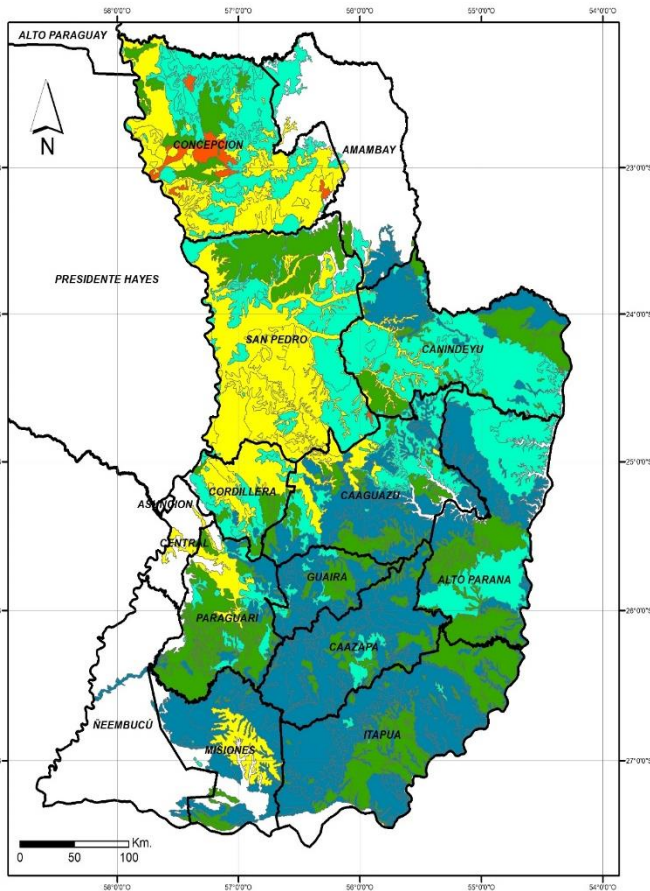 58°0'0"W 57°0'0"W 56°0'0"W 55°0'0"W 54°0'0"W
ALTO PARAGUAY
N
CONCEPCION
AMAMBAY
23°0'0"S
PRESIDENTE HAYES
24°0'0"S
SAN PEDRO
CANINDEYU
25°0'0"S
CORDILLERA
CAAGUAZU
ASUNCION
CENTRAL
GUAIRA
ALTO PARANA
26°0'0"S
PARAGUARI
CAAZAPA
ÑEEMBUCÚ
ITAPUA
MISIONES
27°0'0"S
Km.
0 50 100
58°0'0"W 57°0'0"W 56°0'0"W 55°0'0"W 54°0'0"W